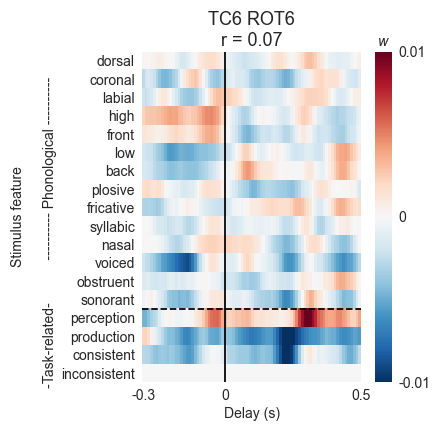 TC6 ROT6
r = 0.07
w
dorsal
coronal
labial
high
front
low
back
plosive
fricative
syllabic
nasal
voiced
obstruent
sonorant
perception
production
consistent
inconsistent
Stimulus feature
---------- Phonological ----------
-Task-related-
0.01
0
-0.01
-0.3
0
0.5
Delay (s)